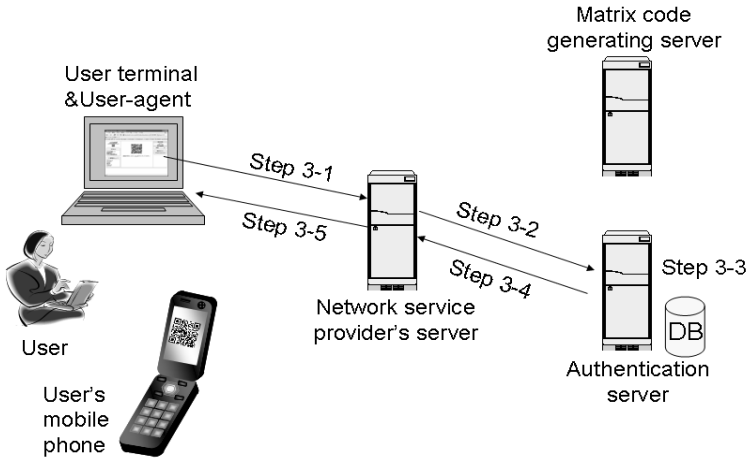 Matrix code
generating server
User terminal
&User-agent
Step 3-1
Step 3-5
Step 3-2
Step 3-4
Step 3-3
DB
Network service
provider's server
Authentication
server
User
User's
mobile
phone